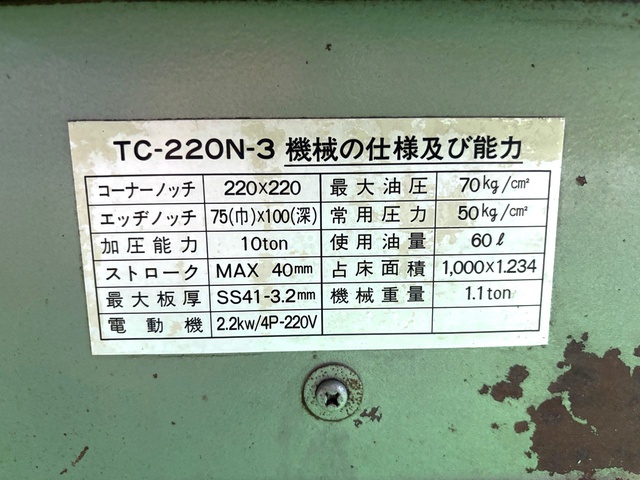 TC-220N-3 機械の仕様及び能力
コーナーノッチ 220×220 最大油圧 70kg/cm²
エッヂノッチ 75(巾)×100(深) 常用圧力 50kg/cm²
加圧能力 10ton 使用油量 60ℓ
ストローク MAX 40mm 占床面積 1,000×1.234
最大板厚 SS41-3.2mm 機械重量 1.1ton
電動機 2.2kw/4P-220V